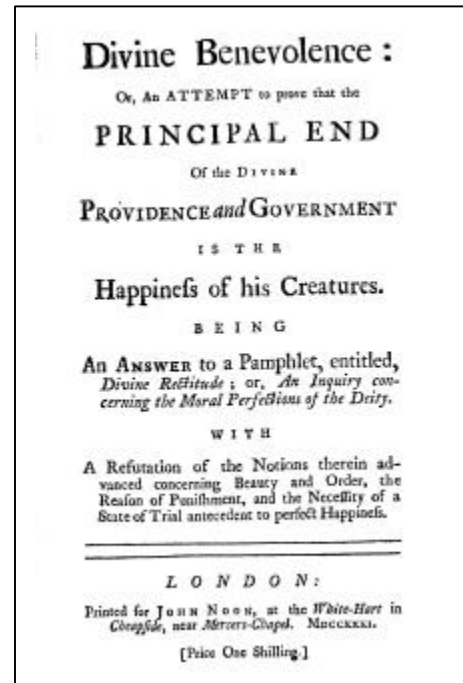 Divine Benevolence :
Or, An ATTEMPT to prove that the
PRINCIPAL END
Of the DIVINE
PROVIDENCE and GOVERNMENT
IS THE
Happineſs of his Creatures.
BEING
An ANSWER to a Pamphlet, entitled,
Divine Rectitude ; or, An Inquiry con-
cerning the Moral Perfections of the Deity.
WITH
A Refutation of the Notions therein ad-
vanced concerning Beauty and Order, the
Reaſon of Puniſhment, and the Neceſſity of a
State of Trial antecedent to perfect Happineſs.
LONDON:
Printed for JOHN NOON, at the White-Hart in
Cheapſide, near Mercers-Chapel. MDCCXXXI.
[Price One Shilling.]